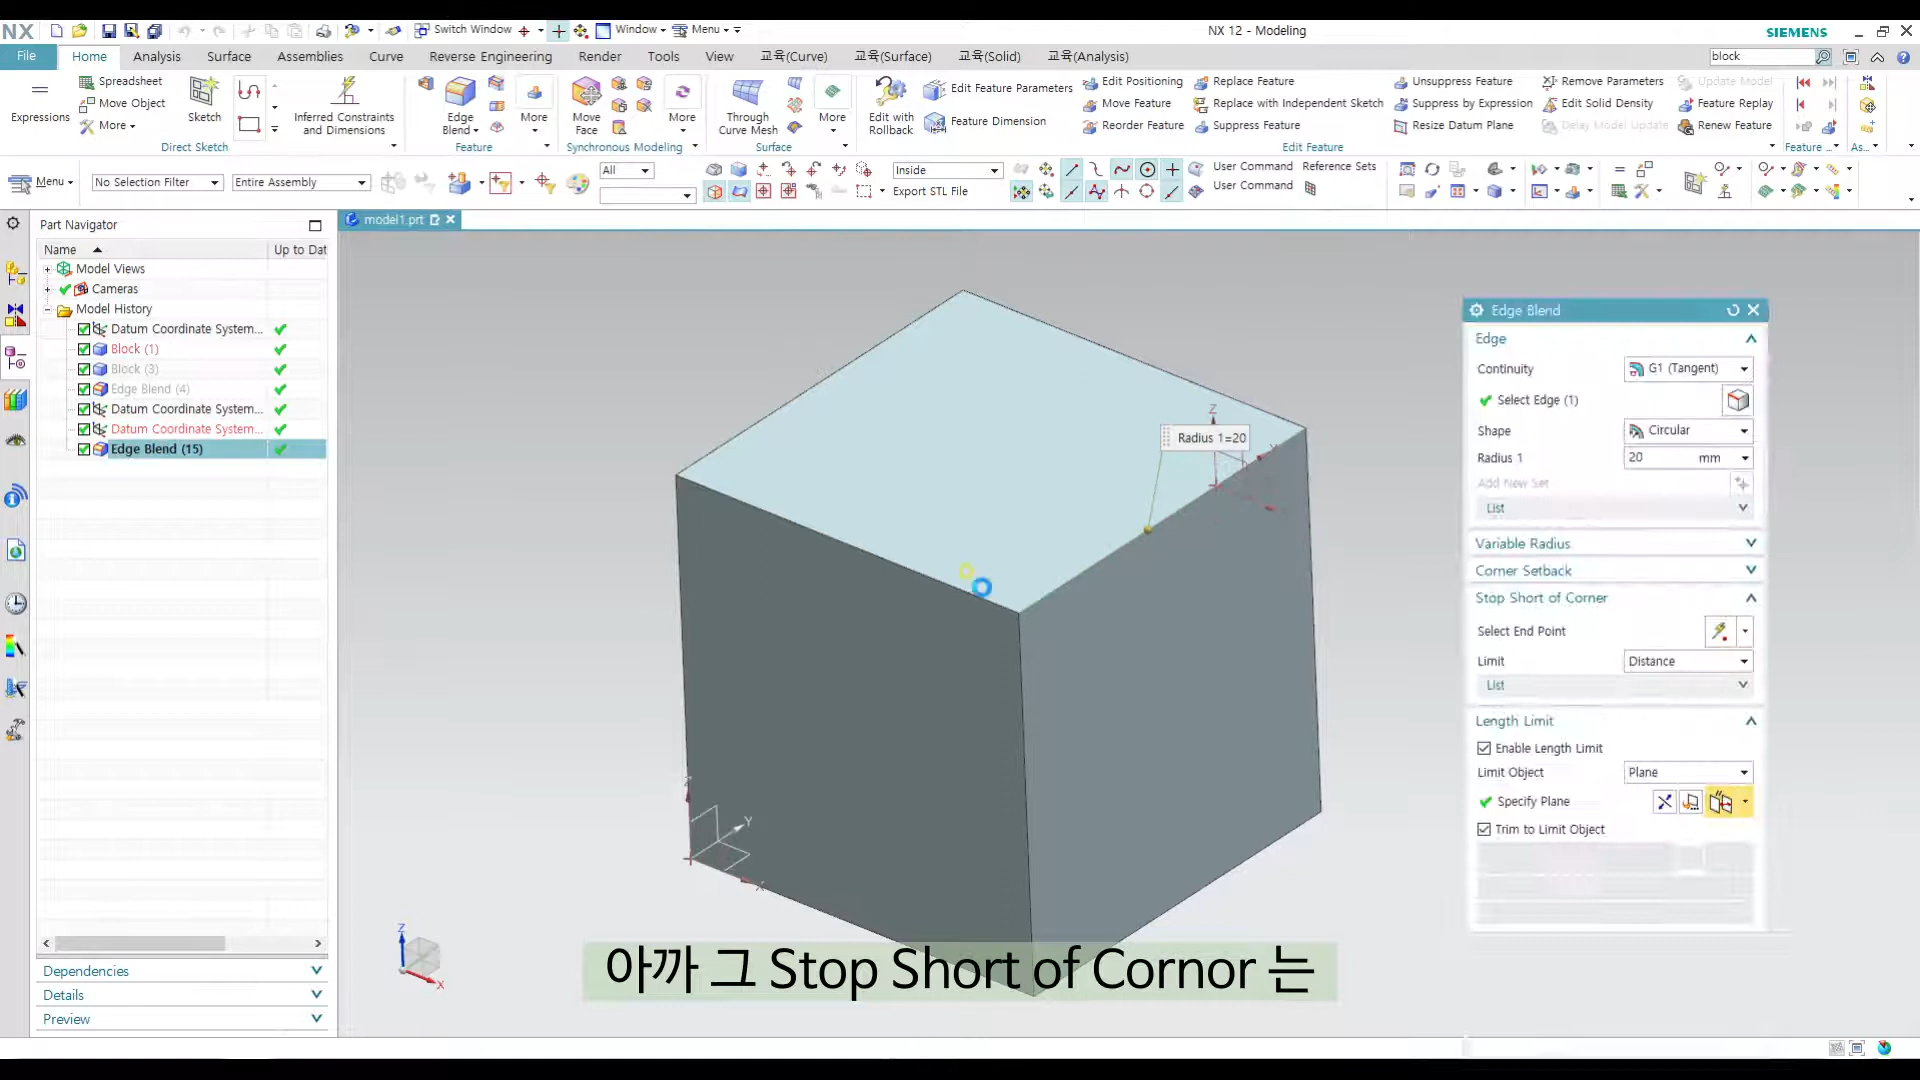 NX
Switch Window
Window
Menu
NX 12 - Modeling
SIEMENS
File
Home
Analysis
Surface
Assemblies
Curve
Reverse Engineering
Render
Tools
View
교육(Curve)
교육(Surface)
교육(Solid)
교육(Analysis)
block
Expressions
Spreadsheet
Move Object
More
Sketch
Inferred Constraints
and Dimensions
Direct Sketch
Edge
Blend
More
Feature
Move
Face
More
Synchronous Modeling
Through
Curve Mesh
More
Surface
Edit with
Rollback
Edit Feature Parameters
Feature Dimension
Edit Positioning
Move Feature
Reorder Feature
Replace Feature
Replace with Independent Sketch
Suppress Feature
Unsuppress Feature
Suppress by Expression
Resize Datum Plane
Remove Parameters
Edit Solid Density
Delay Model Update
Update Model
Feature Replay
Renew Feature
Edit Feature
Feature ...
As...
Menu
No Selection Filter
Entire Assembly
All
Inside
Export STL File
User Command
Reference Sets
User Command
Part Navigator
Name
Up to Dat
Model Views
Cameras
Model History
Datum Coordinate System...
Block (1)
Block (3)
Edge Blend (4)
Datum Coordinate System...
Datum Coordinate System...
Edge Blend (15)
Dependencies
Details
Preview
model1.prt
Radius 1=20
Z
Z
Y
X
Z
X
Edge Blend
Edge
Continuity
G1 (Tangent)
Select Edge (1)
Shape
Circular
Radius 1
20
mm
Add New Set
List
Variable Radius
Corner Setback
Stop Short of Corner
Select End Point
Limit
Distance
List
Length Limit
Enable Length Limit
Limit Object
Plane
Specify Plane
Trim to Limit Object
아까 그 Stop Short of Cornor 는